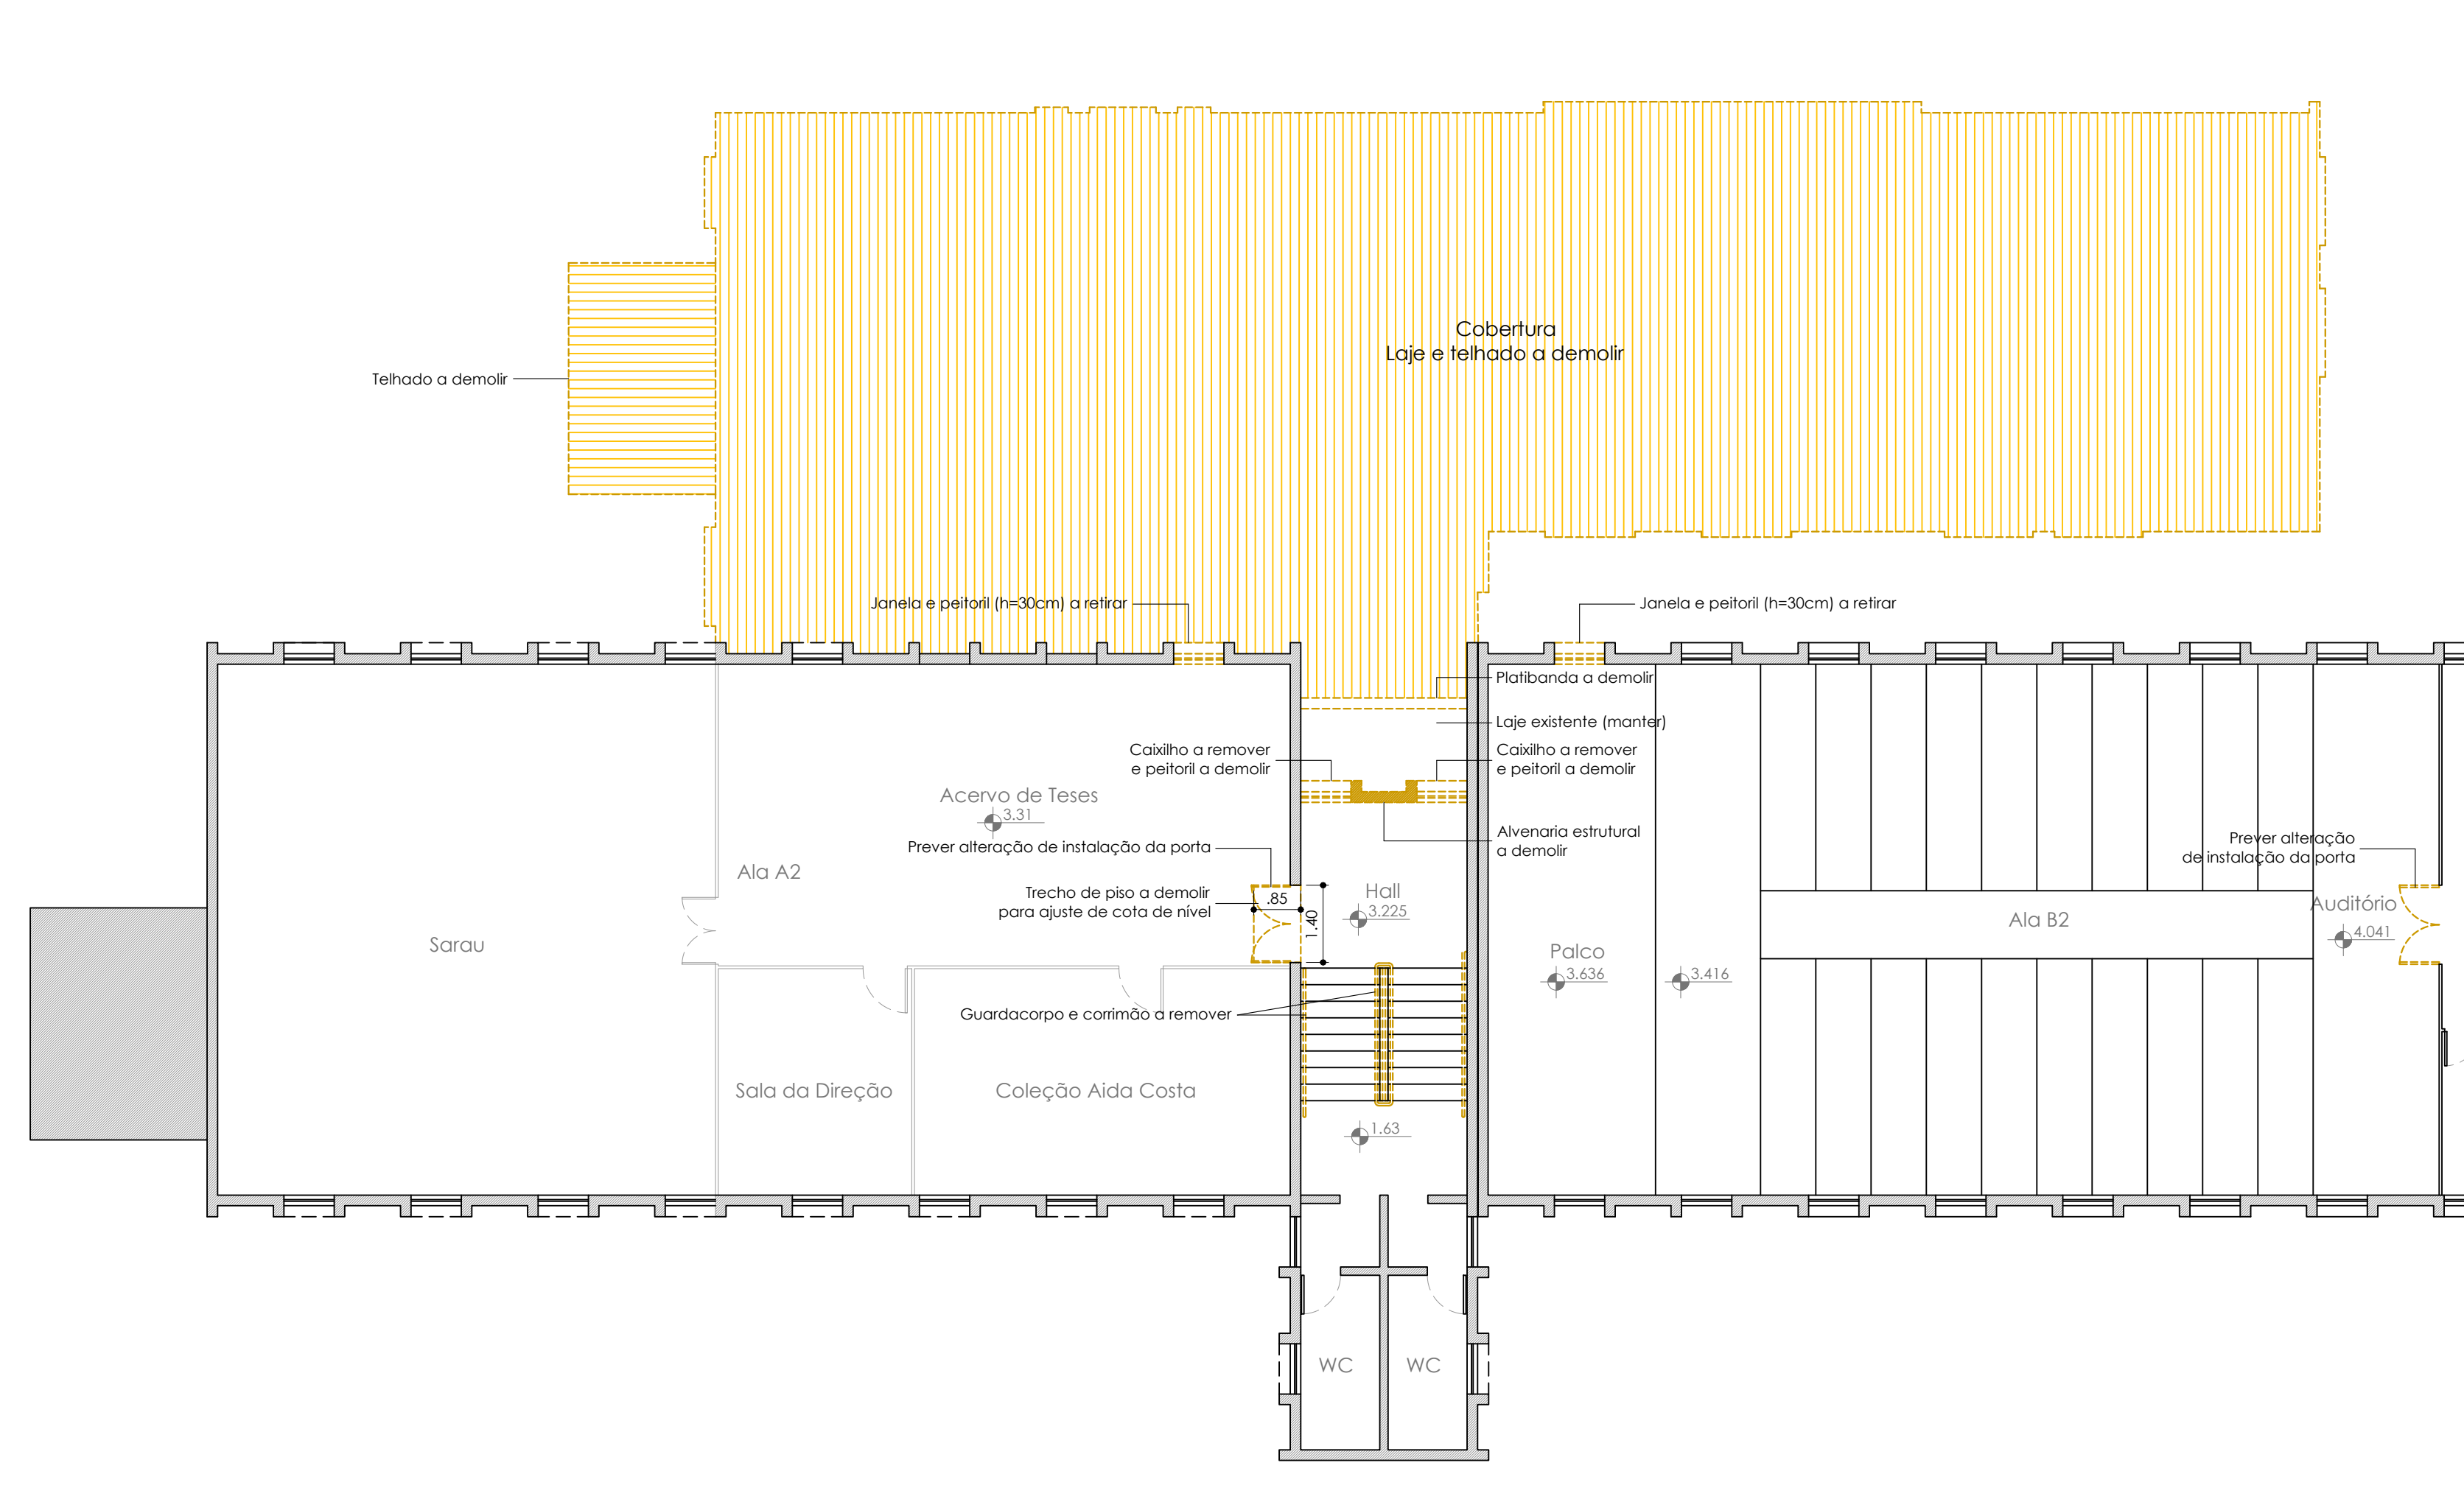 Cobertura
Laje e telhado a demolir
Telhado a demolir
Janela e peitoril (h=30cm) a retirar
Janela e peitoril (h=30cm) a retirar
Platibanda a demolir
Laje existente (manter)
Caixilho a remover
e peitoril a demolir
Caixilho a remover
e peitoril a demolir
Acervo de Teses
3.31
Alvenaria estrutural
a demolir
Prever alteração de instalação da porta
Prever alteração
de instalação da porta
Ala A2
Trecho de piso a demolir
para ajuste de cota de nível
.85
1.40
Hall
3.225
Auditório
4.041
Ala B2
Sarau
Palco
3.636
3.416
Guardacorpo e corrimão a remover
Sala da Direção
Coleção Aida Costa
1.63
WC
WC